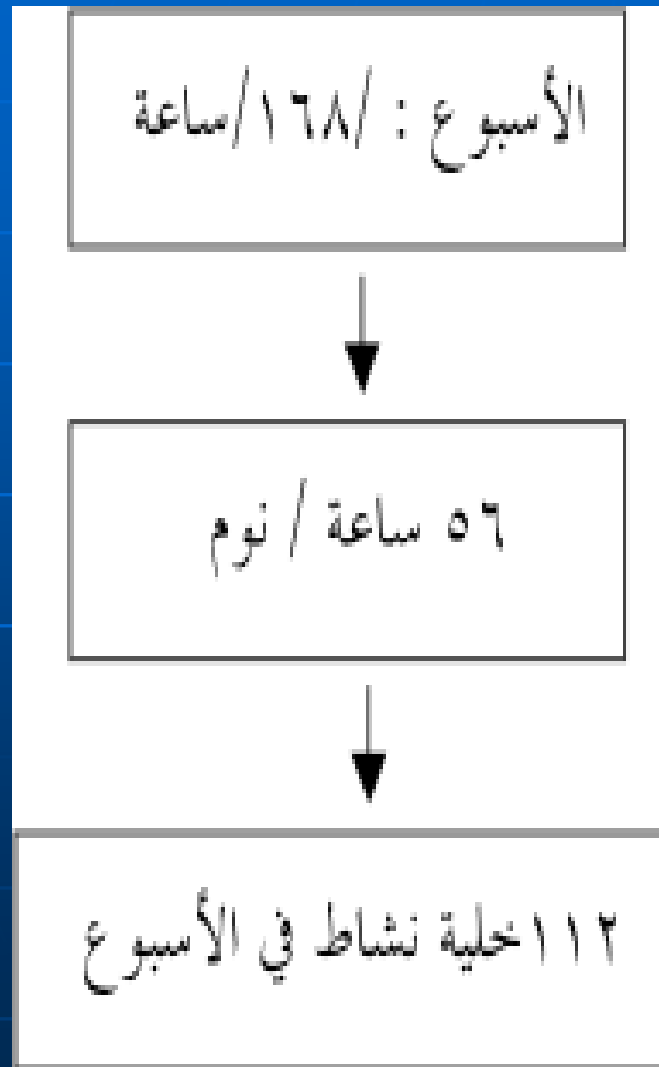 الأسبوع : /١٦٨/ساعة
٥٦ ساعة / نوم
١١٢خلية نشاط في الأسبوع